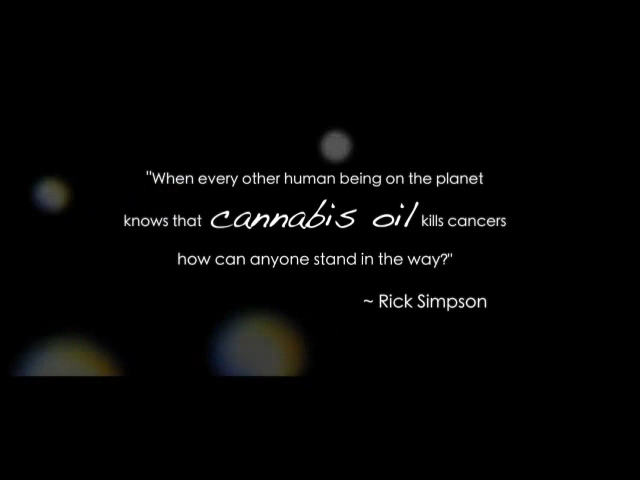 "When every other human being on the planet
knows that cannabis oil kills cancers
how can anyone stand in the way?"
~ Rick Simpson